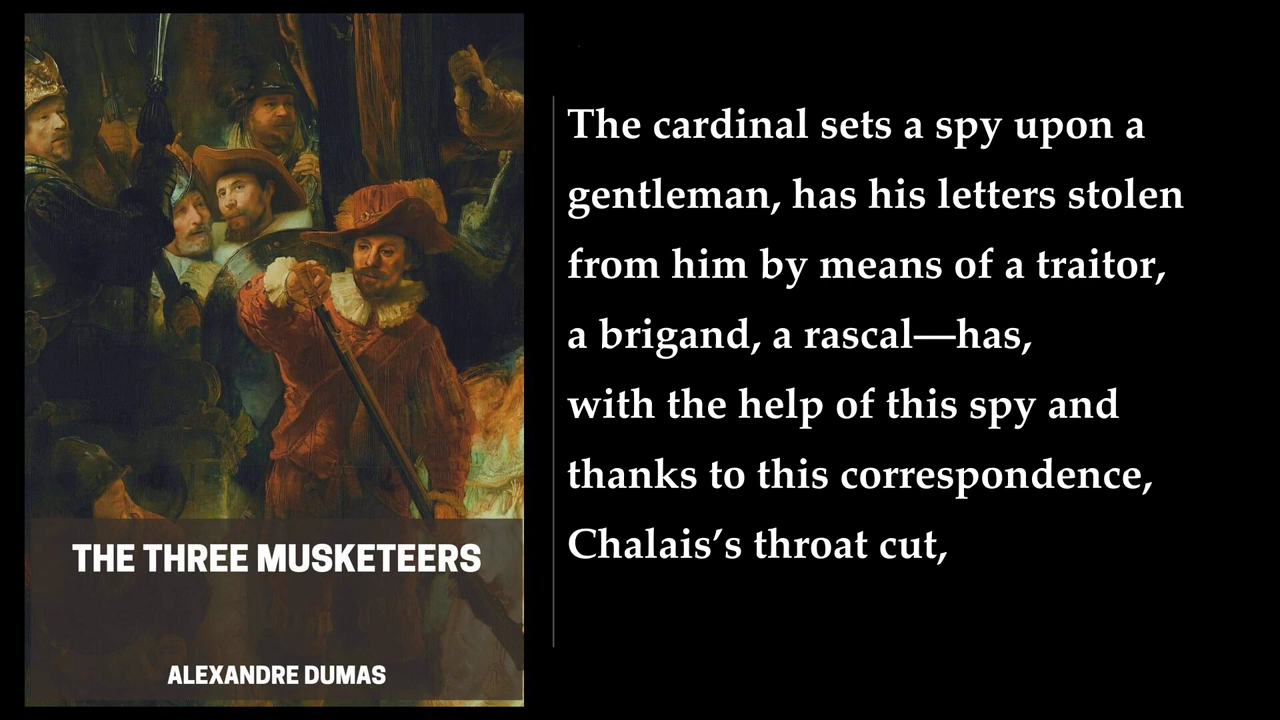 THE THREE MUSKETEERS
ALEXANDRE DUMAS
The cardinal sets a spy upon a
gentleman, has his letters stolen
from him by means of a traitor,
a brigand, a rascal—has,
with the help of this spy and
thanks to this correspondence,
Chalais’s throat cut,